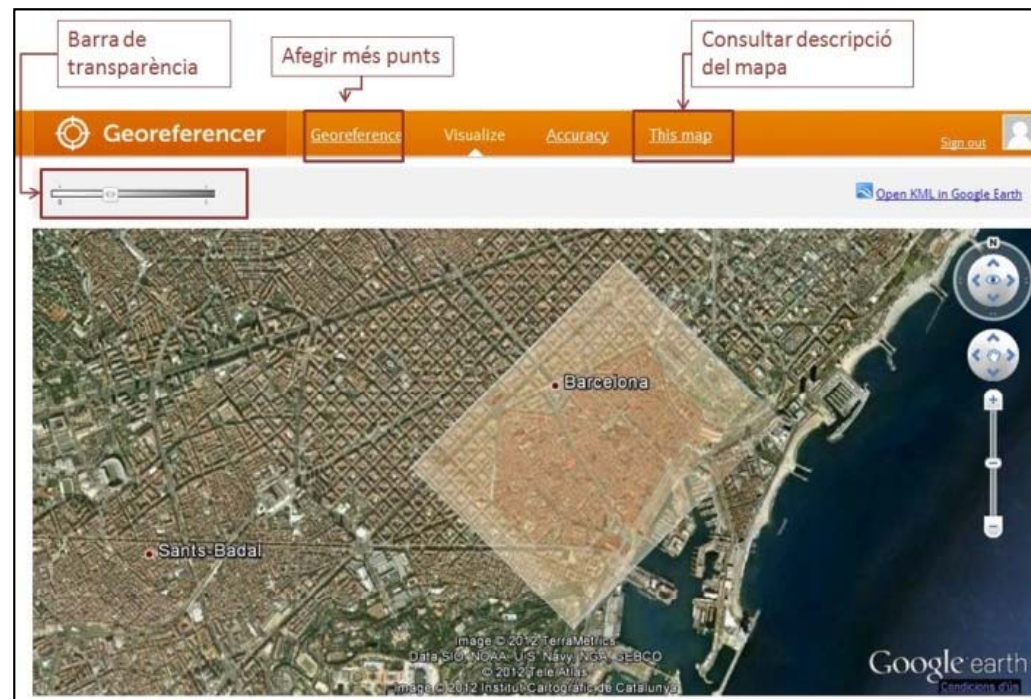 Barra de
transparència
Afegir més punts
Consultar descripció
del mapa
Georeferencer
Georeference
Visualize
Accuracy
This map
Sign out
Open KML in Google Earth
N
Barcelona
Sants-Badal
Image © 2012 TerraMetrics
Data SIO, NOAA, U.S. Navy, NGA, GEBCO
© 2012 Tele Atlas
Image © 2012 Institut Cartogràfic de Catalunya
Google earth
Condicions d'ús